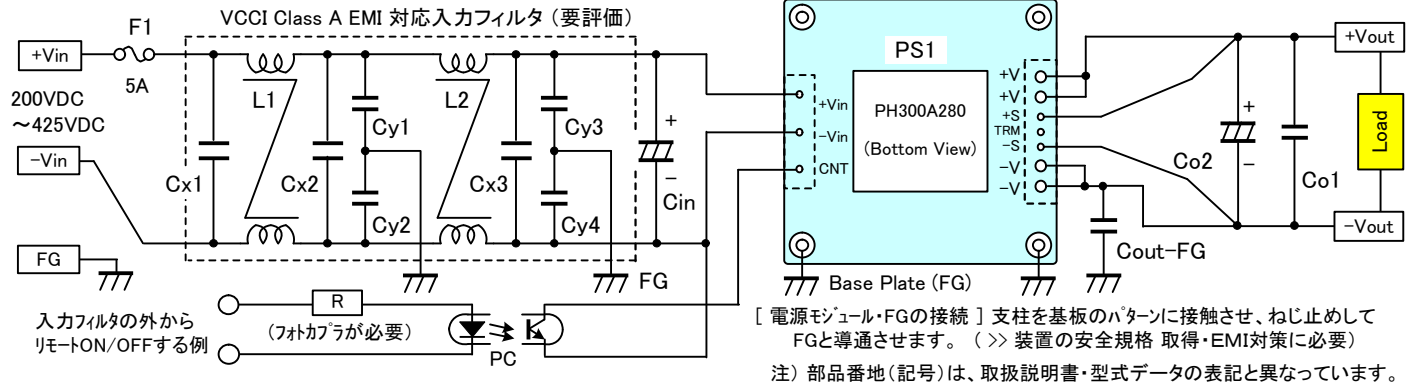 VCCI Class A EMI 対応入力フィルタ（要評価）
F1
+Vin
5A
200VDC
～425VDC
−Vin
FG
L1
L2
Cx1
Cx2
Cx3
Cy1
Cy2
Cy3
Cy4
+
−
Cin
FG
PS1
PH300A280
(Bottom View)
+Vin
−Vin
CNT
+V
+V
+S
TRM
−S
−V
−V
Base Plate (FG)
Cout−FG
+
−
Co2
Co1
+Vout
Load
−Vout
入力フィルタの外から
リモートON/OFFする例
R
(フォトカプラが必要)
PC
[ 電源モジュール・FGの接続 ] 支柱を基板のパターンに接触させ、ねじ止めして
FGと導通させます。 ( >> 装置の安全規格 取得・EMI対策に必要)
注) 部品番地(記号)は、取扱説明書・型式データの表記と異なっています。